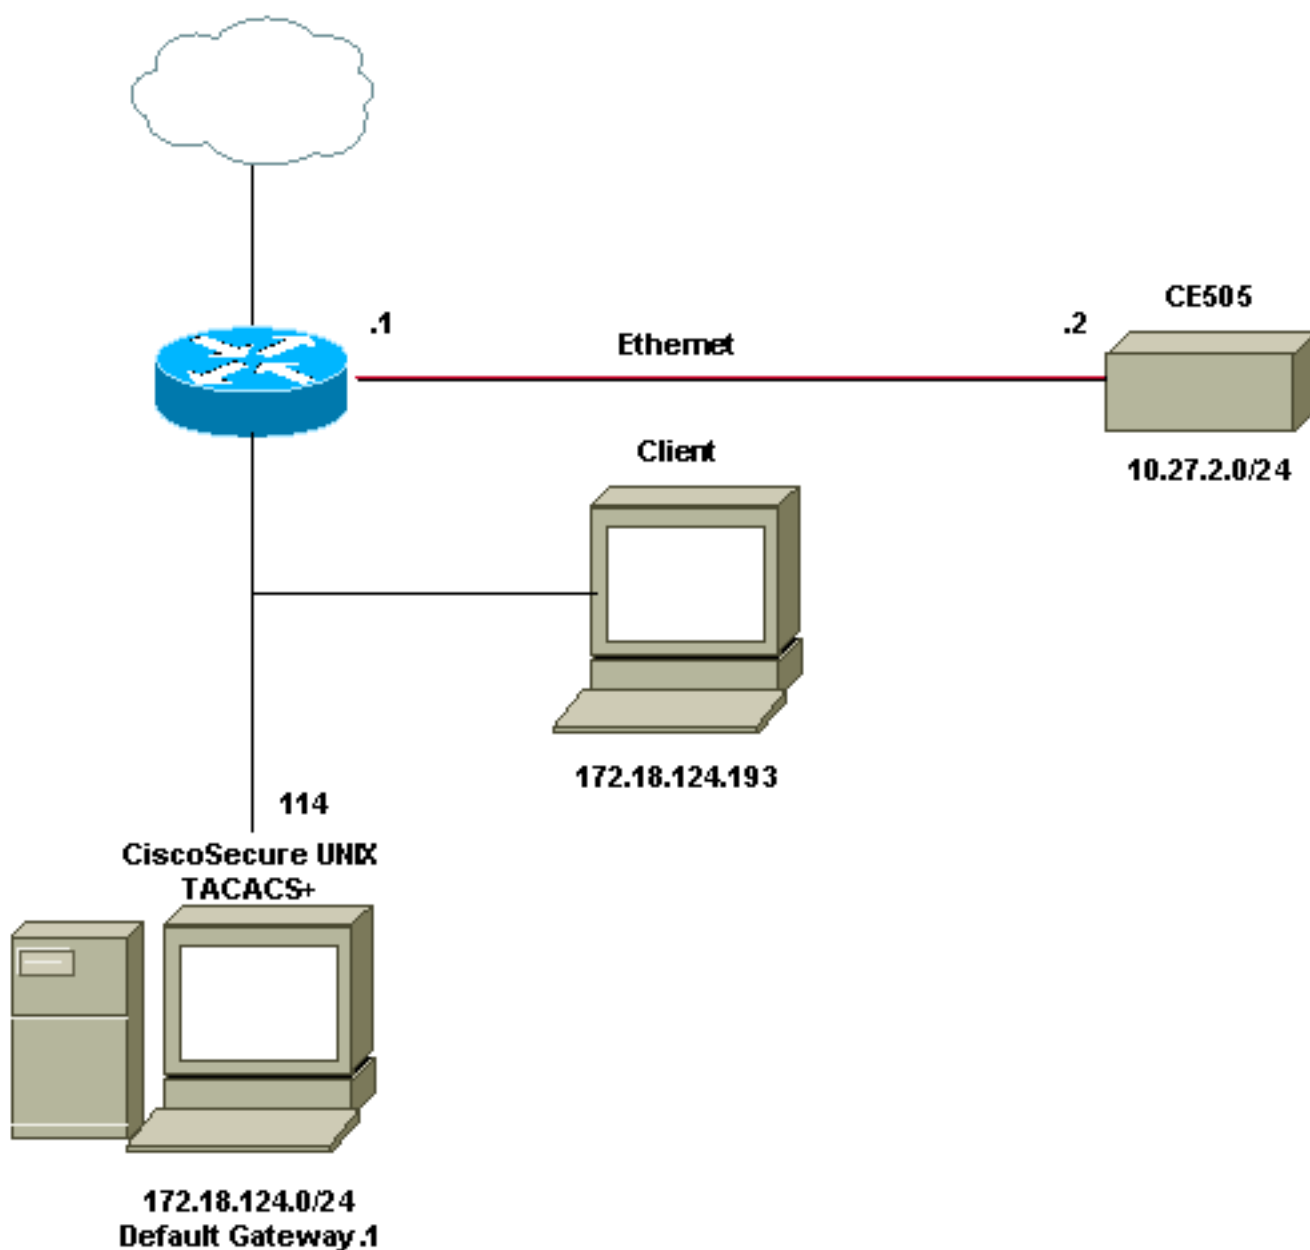 CE505
.1
.2
Ethernet
Client
10.27.2.0/24
172.18.124.193
114
CiscoSecure UNIX
TACACS+
172.18.124.0/24
Default Gateway .1